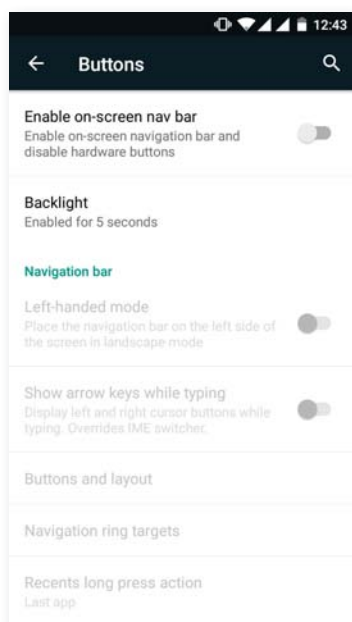 12:43
Buttons
Enable on-screen nav bar
Enable on-screen navigation bar and
disable hardware buttons
Backlight
Enabled for 5 seconds
Navigation bar
Left-handed mode
Place the navigation bar on the left side of
the screen in landscape mode
Show arrow keys while typing
Display left and right cursor buttons while
typing. Overrides IME switcher.
Buttons and layout
Navigation ring targets
Recents long press action
Last app